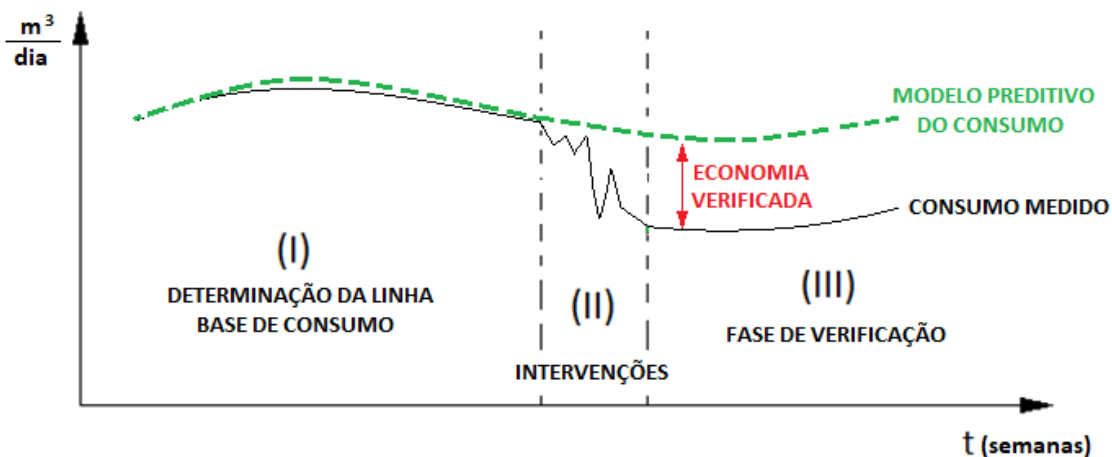 m³
dia
MODELO PREDITIVO
DO CONSUMO
ECONOMIA
VERIFICADA
CONSUMO MEDIDO
(I)
DETERMINAÇÃO DA LINHA
BASE DE CONSUMO
(II)
INTERVENÇÕES
(III)
FASE DE VERIFICAÇÃO
t (semanas)